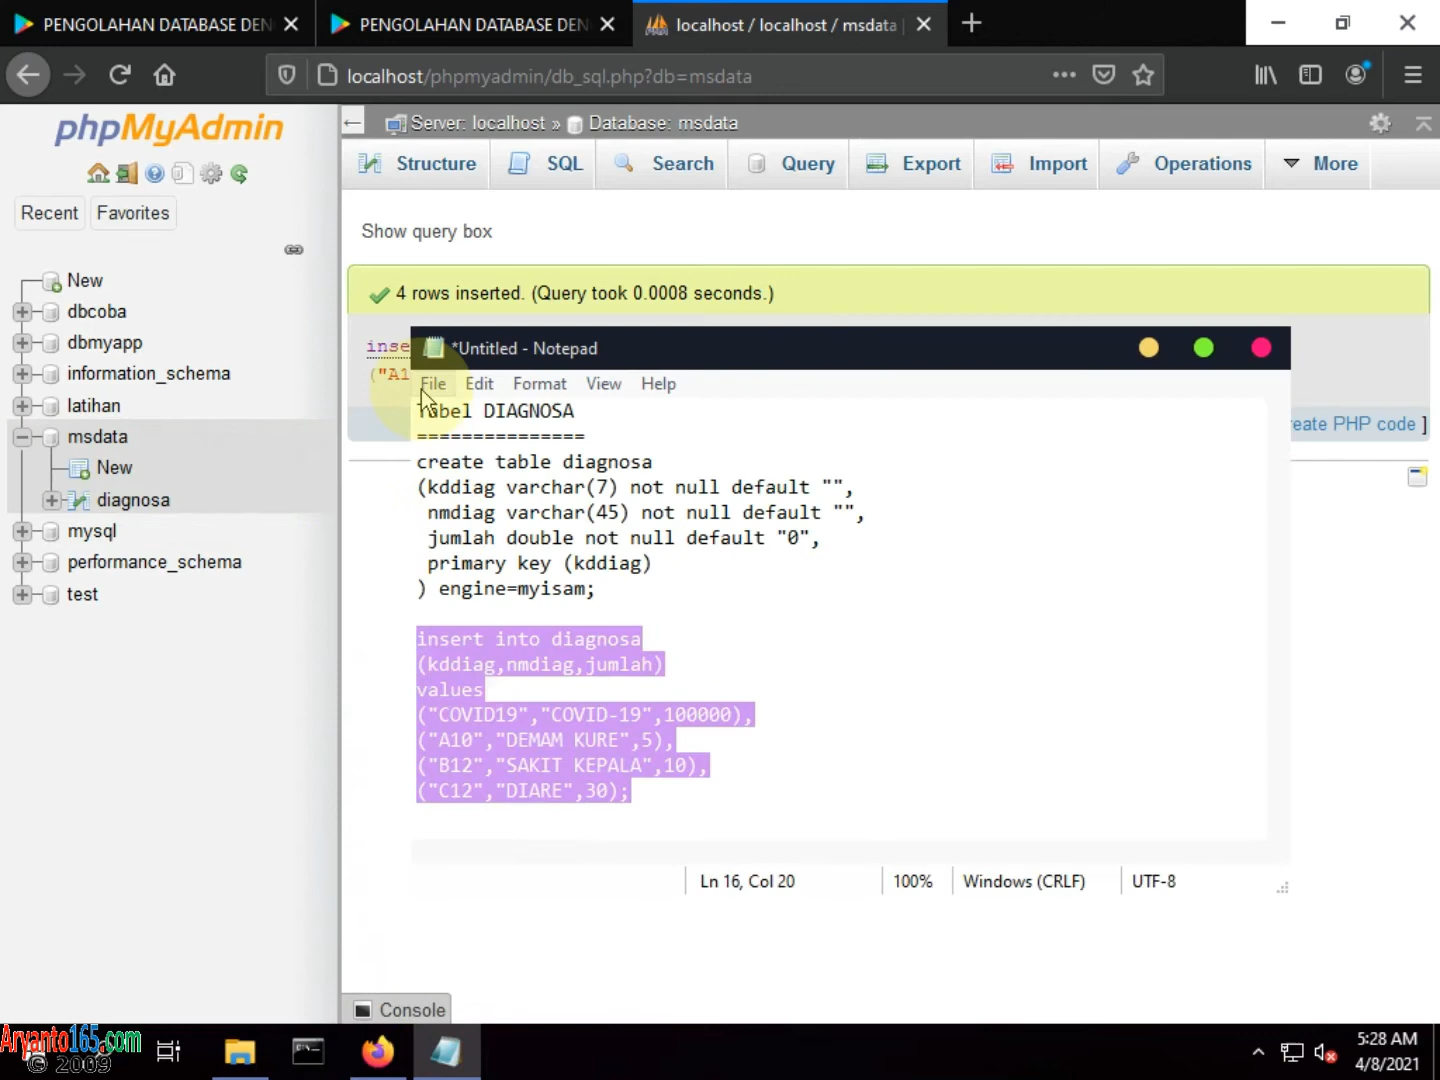 PENGOLAHAN DATABASE DEN
PENGOLAHAN DATABASE DEN
localhost / localhost / msdata |
localhost/phpmyadmin/db_sql.php?db=msdata
phpMyAdmin
Server: localhost » Database: msdata
Structure
SQL
Search
Query
Export
Import
Operations
More
Recent
Favorites
New
dbcoba
dbmyapp
information_schema
latihan
msdata
New
diagnosa
mysql
performance_schema
test
Show query box
4 rows inserted. (Query took 0.0008 seconds.)
inse
("A1
reate PHP code ]
*Untitled - Notepad
File Edit Format View Help
Tabel DIAGNOSA
===============
create table diagnosa
(kddiag varchar(7) not null default "",
nmdiag varchar(45) not null default "",
jumlah double not null default "0",
primary key (kddiag)
) engine=myisam;
insert into diagnosa
(kddiag,nmdiag,jumlah)
values
("COVID19","COVID-19",100000),
("A10","DEMAM KURE",5),
("B12","SAKIT KEPALA",10),
("C12","DIARE",30);
Ln 16, Col 20
100%
Windows (CRLF)
UTF-8
Console
Aryanto165.com
© 2009
5:28 AM
4/8/2021